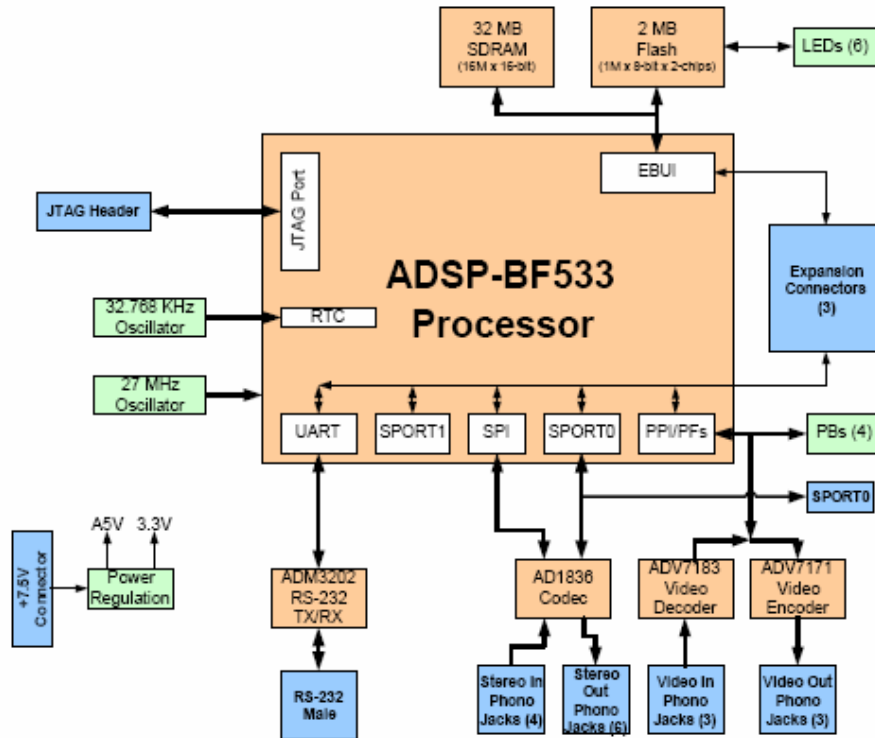 32 MB
SDRAM
(16M x 16-bit)
2 MB
Flash
(1M x 8-bit x 2-chips)
LEDs (6)
JTAG Port
EBUI
JTAG Header
ADSP-BF533
Processor
Expansion
Connectors
(3)
32.768 KHz
Oscillator
RTC
27 MHz
Oscillator
UART
SPORT1
SPI
SPORT0
PPI/PFs
PBs (4)
SPORT0
A5V
3.3V
+7.5V
Connector
Power
Regulation
ADM3202
RS-232
TX/RX
AD1836
Codec
ADV7183
Video
Decoder
ADV7171
Video
Encoder
RS-232
Male
Stereo In
Phono
Jacks (4)
Stereo
Out
Phono
Jacks (6)
Video In
Phono
Jacks (3)
Video Out
Phono
Jacks (3)